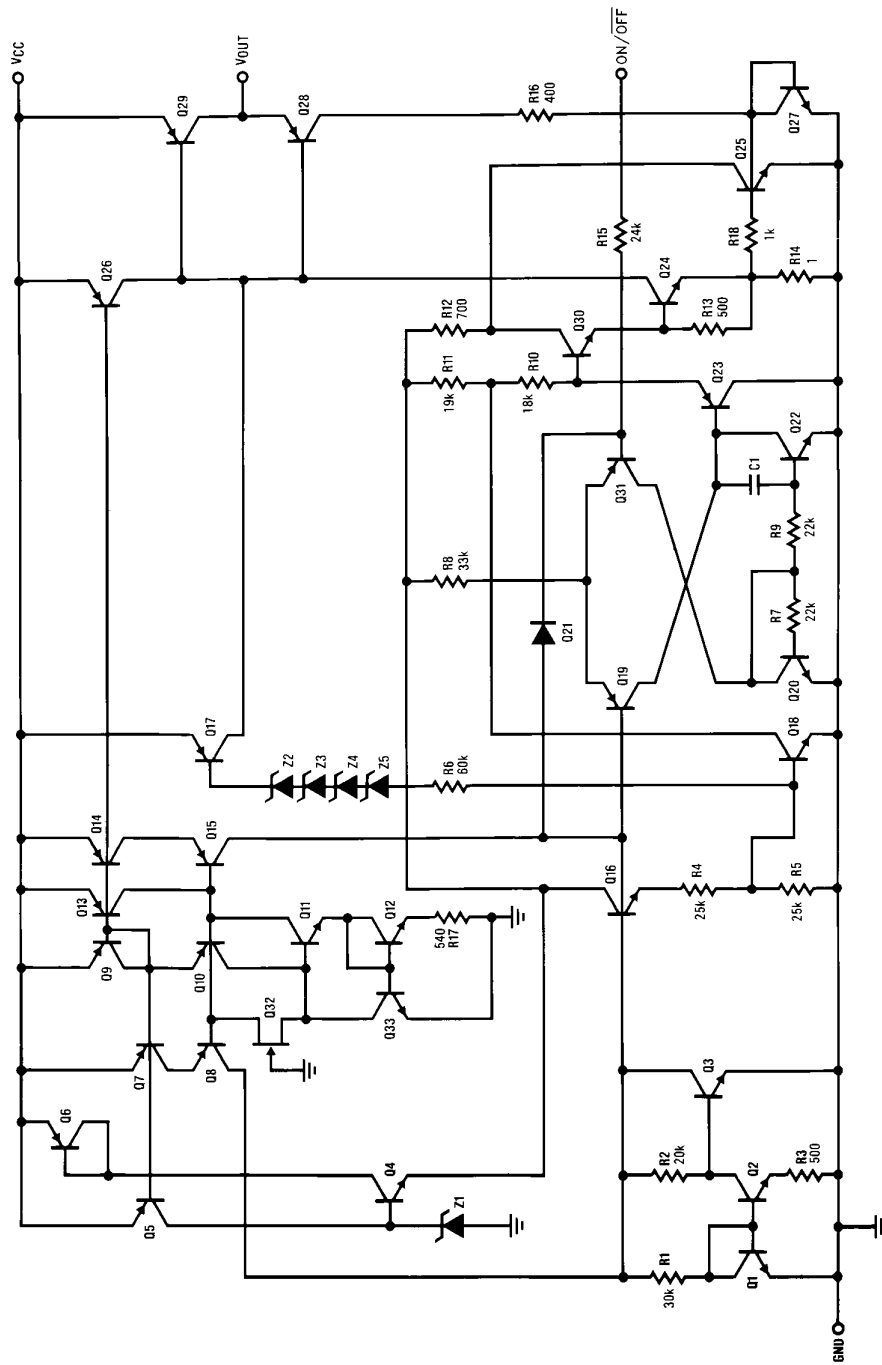 VCC
Q29
VOUT
Q28
R16
400
ON/OFF
Q27
Q25
Q26
R15
24k
R18
1k
R14
1
Q24
R12
700
R13
500
Q30
R11
19k
R10
18k
Q23
Q22
C1
Q31
R9
22k
R8
33k
R7
22k
Q21
Q19
Q20
Q17
Q18
Z2
Z3
Z4
Z5
R6
60k
Q14
Q15
Q16
R4
25k
R5
25k
Q13
Q9
Q10
Q11
Q12
540
R17
Q32
Q33
Q7
Q8
Q6
Q3
Q4
R2
20k
Q2
R3
500
Q5
Z1
R1
30k
Q1
GND